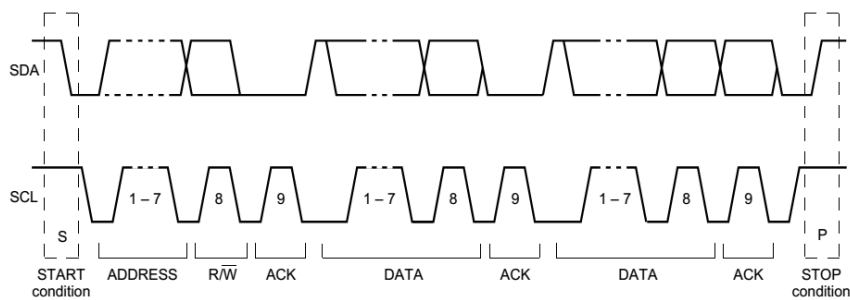 SDA
SCL
1 – 7 8 9 1 – 7 8 9 1 – 7 8 9
S P
START condition ADDRESS R/W̅ ACK DATA ACK DATA ACK STOP condition